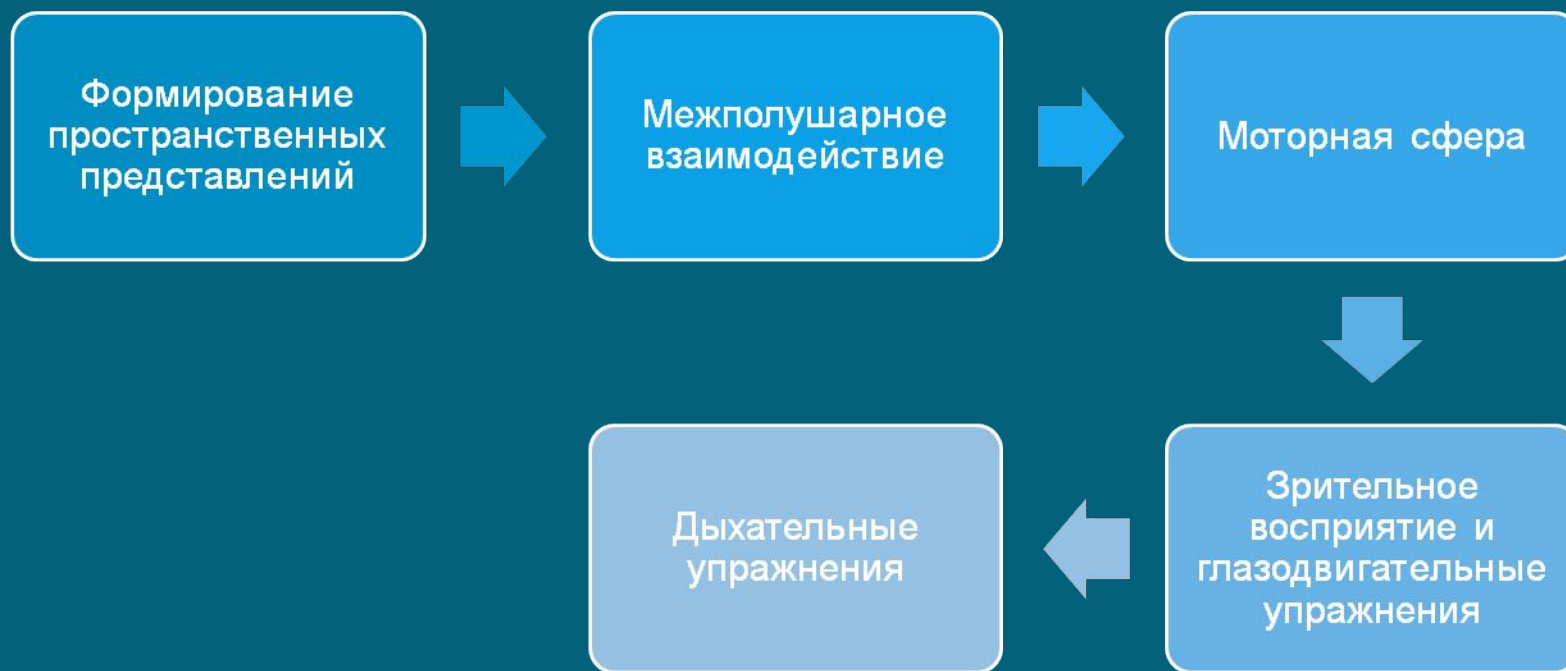 Формирование
пространственных
представлений
Межполушарное
взаимодействие
Моторная сфера
Зрительное
восприятие и
глазодвигательные
упражнения
Дыхательные
упражнения